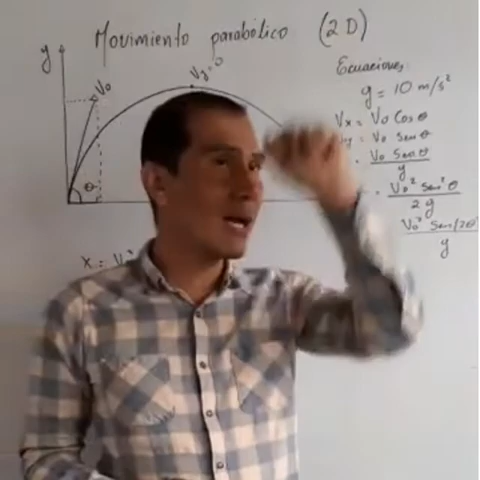 Movimiento parabólico (2D)
y
Vo
Vy=0
θ
x = V
Ecuaciones
g = 10 m/s²
Vx = Vo Cos θ
y = Vo sen θ
Vo Sen θ
y
= Vo² sen² θ
2g
Vo² sen(2θ)
g